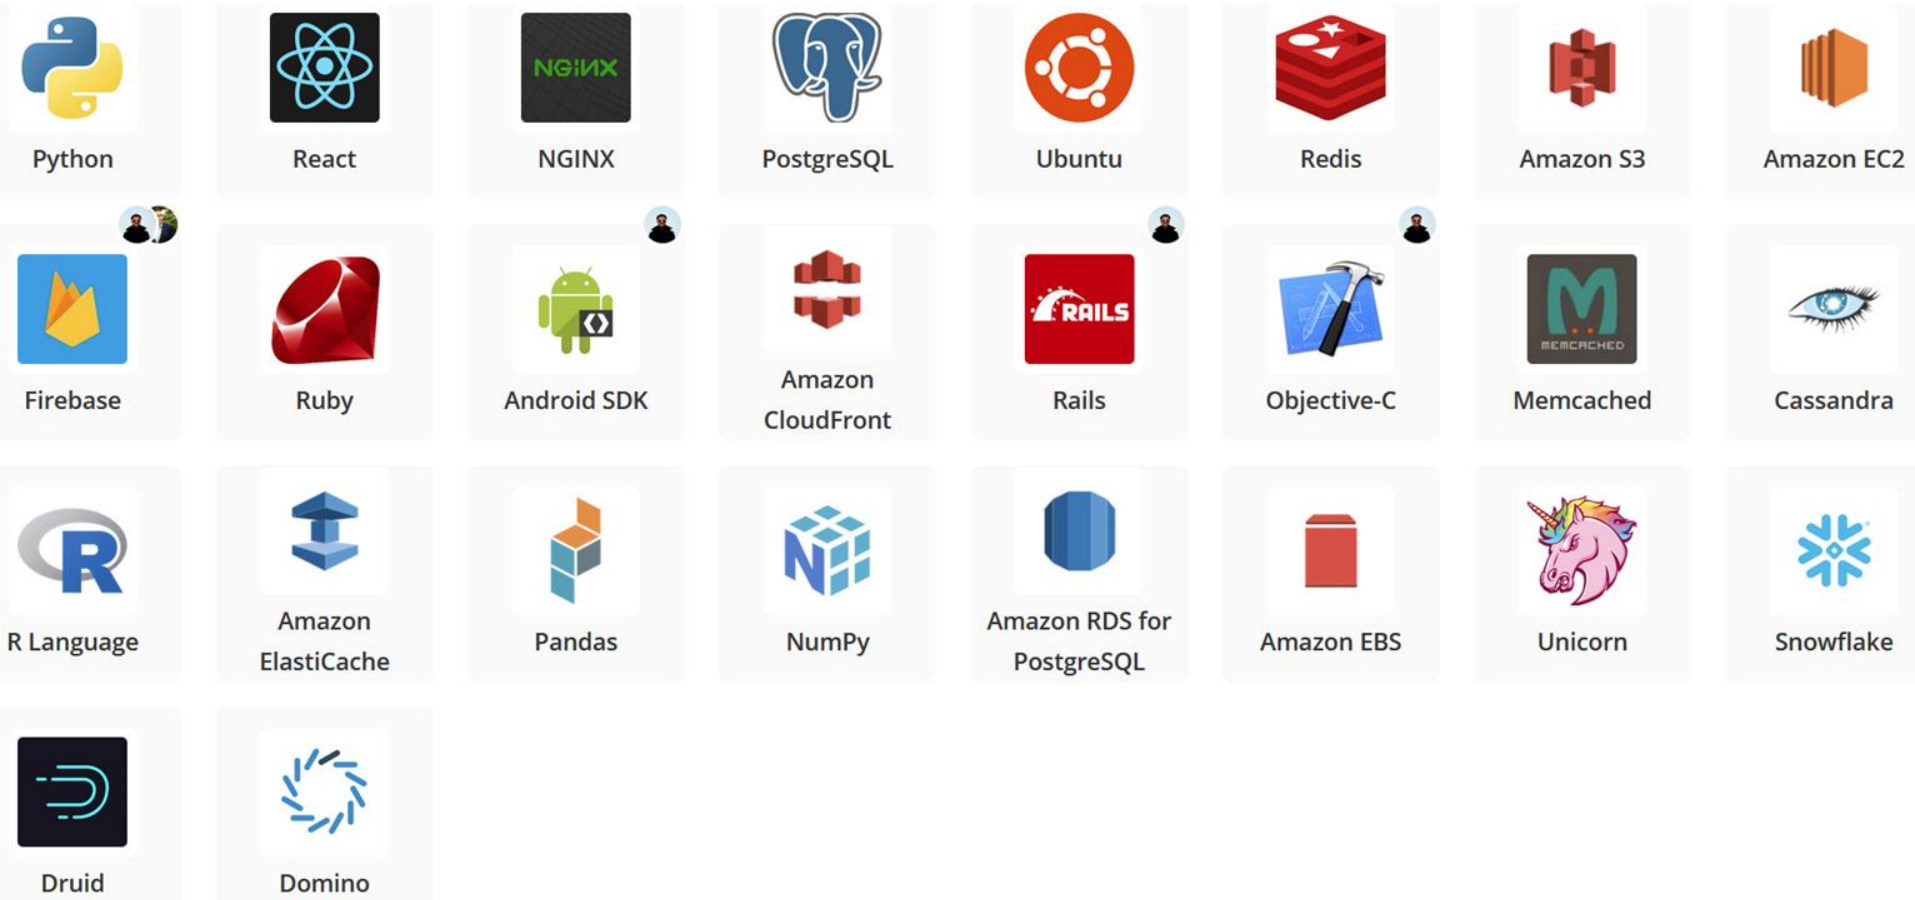 NGINX
Python
React
NGINX
PostgreSQL
Ubuntu
Redis
Amazon S3
Amazon EC2
RAILS
MEMCACHED
Firebase
Ruby
Android SDK
Amazon
CloudFront
Rails
Objective-C
Memcached
Cassandra
R
N
R Language
Amazon
ElastiCache
Pandas
NumPy
Amazon RDS for
PostgreSQL
Amazon EBS
Unicorn
Snowflake
Druid
Domino